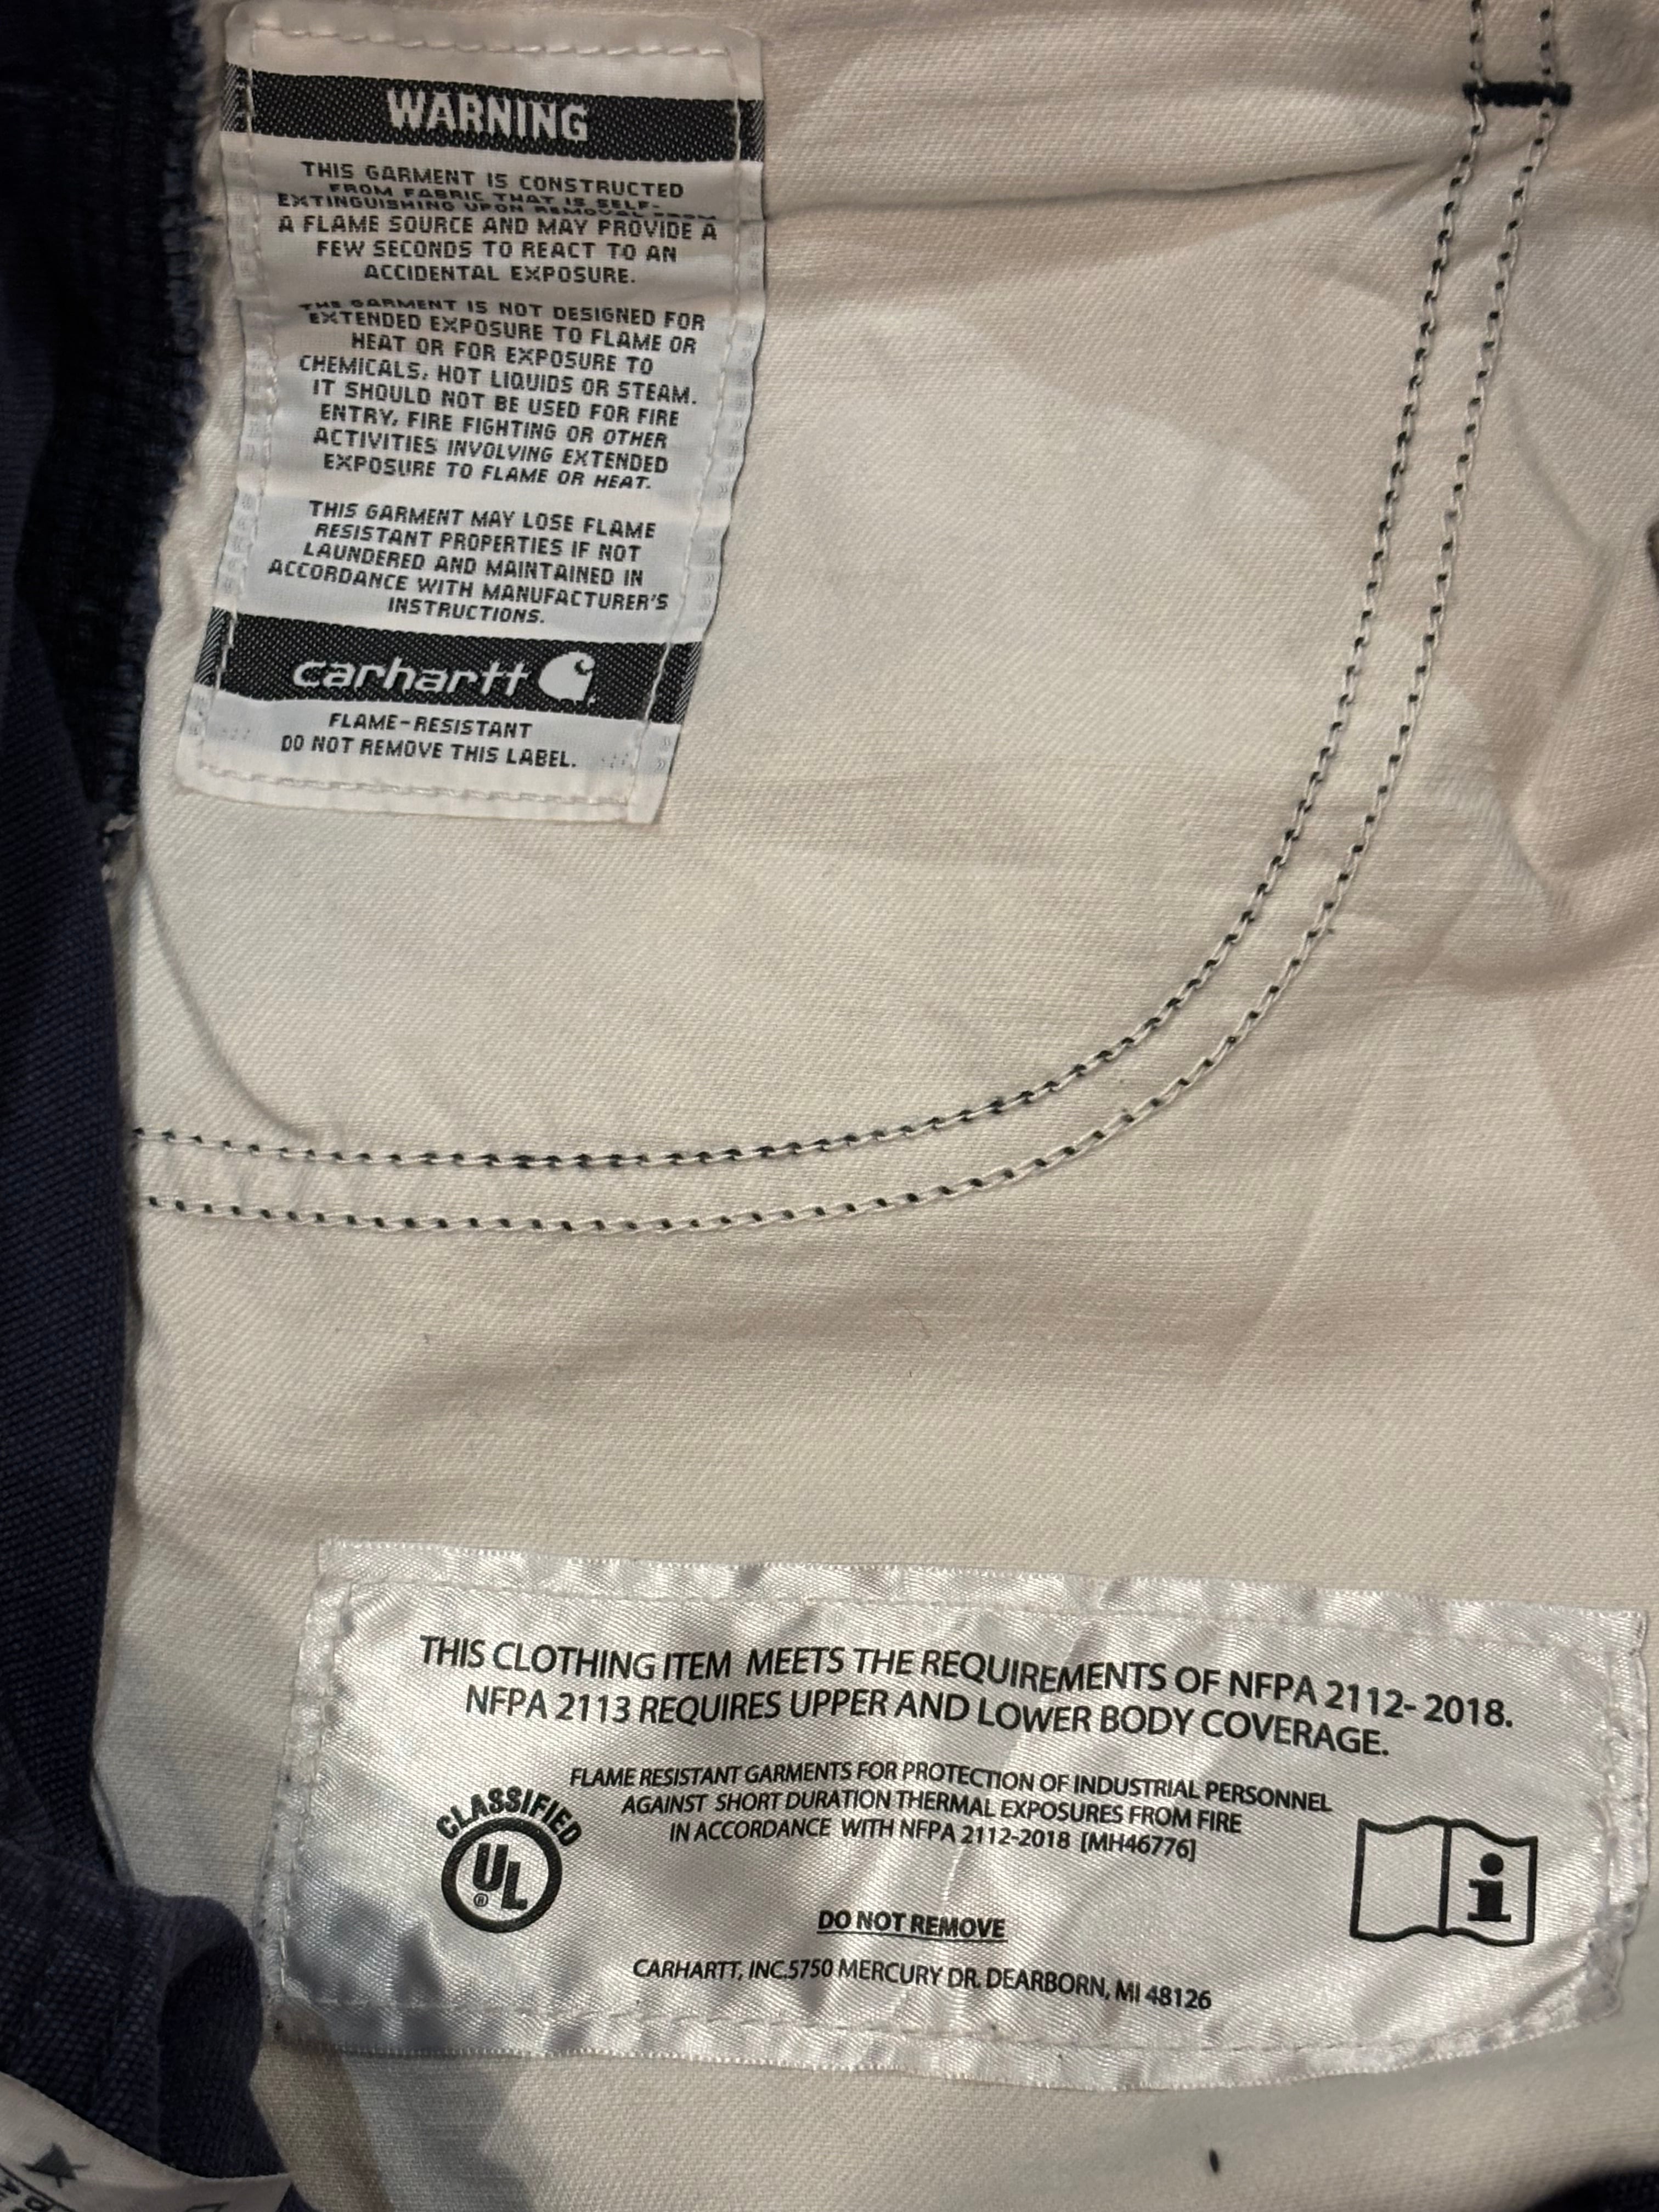 WARNING
THIS GARMENT IS CONSTRUCTED
FROM FABRIC THAT IS SELF-
EXTINGUISHING UPON REMOVAL FROM
A FLAME SOURCE AND MAY PROVIDE A
FEW SECONDS TO REACT TO AN
ACCIDENTAL EXPOSURE.
THE GARMENT IS NOT DESIGNED FOR
EXTENDED EXPOSURE TO FLAME OR
HEAT OR FOR EXPOSURE TO
CHEMICALS, HOT LIQUIDS OR STEAM.
IT SHOULD NOT BE USED FOR FIRE
ENTRY, FIRE FIGHTING OR OTHER
ACTIVITIES INVOLVING EXTENDED
EXPOSURE TO FLAME OR HEAT.
THIS GARMENT MAY LOSE FLAME
RESISTANT PROPERTIES IF NOT
LAUNDERED AND MAINTAINED IN
ACCORDANCE WITH MANUFACTURER'S
INSTRUCTIONS.
carhartt
FLAME-RESISTANT
DO NOT REMOVE THIS LABEL.
THIS CLOTHING ITEM MEETS THE REQUIREMENTS OF NFPA 2112- 2018.
NFPA 2113 REQUIRES UPPER AND LOWER BODY COVERAGE.
FLAME RESISTANT GARMENTS FOR PROTECTION OF INDUSTRIAL PERSONNEL
AGAINST SHORT DURATION THERMAL EXPOSURES FROM FIRE
IN ACCORDANCE WITH NFPA 2112-2018 [MH46776]
CLASSIFIED
UL®
i
DO NOT REMOVE
CARHARTT, INC.5750 MERCURY DR. DEARBORN, MI 48126